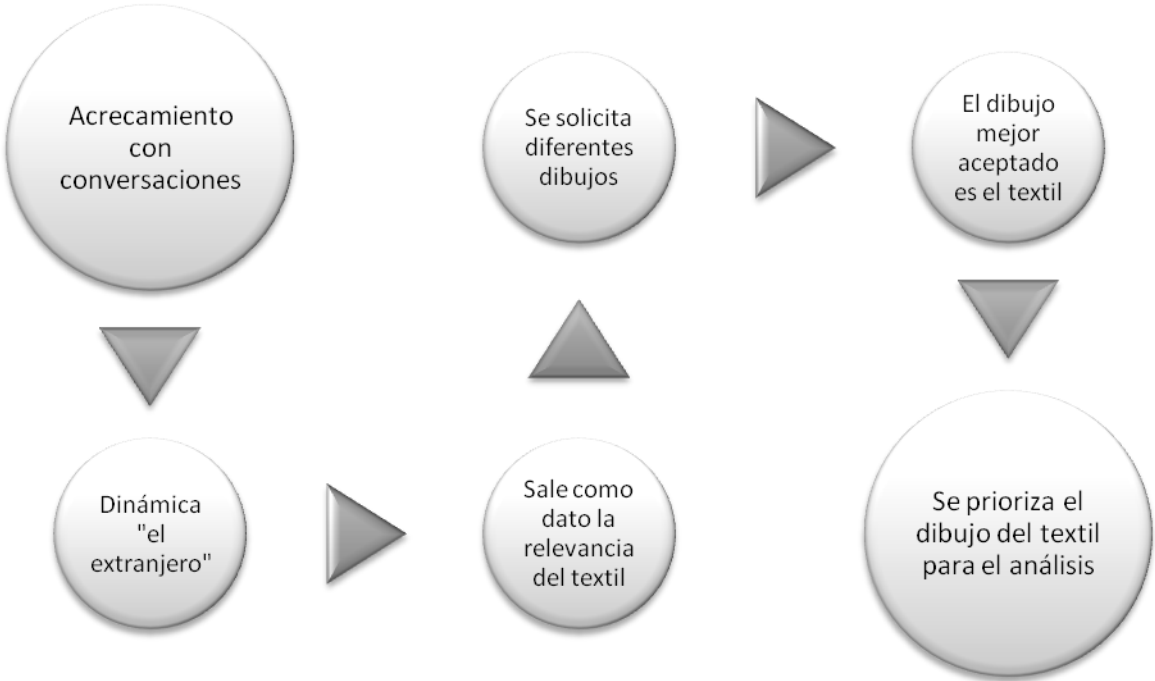 Acrecamiento
con
conversaciones
Dinámica
"el
extranjero"
Sale como
dato la
relevancia
del textil
Se solicita
diferentes
dibujos
El dibujo
mejor
aceptado
es el textil
Se prioriza el
dibujo del textil
para el análisis